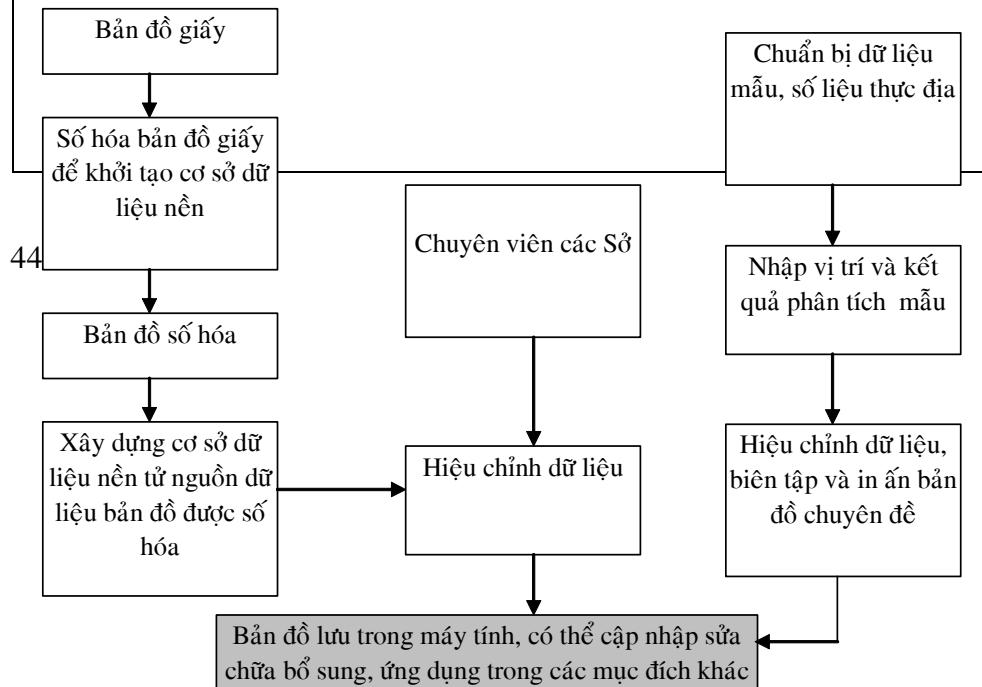 Bản đồ giấy
Số hóa bản đồ giấy
để khởi tạo cơ sở dữ
liệu nền
44
Bản đồ số hóa
Xây dựng cơ sở dữ
liệu nền tử nguồn dữ
liệu bản đồ được số
hóa
Chuyên viên các Sở
Hiệu chỉnh dữ liệu
Chuẩn bị dữ liệu
mẫu, số liệu thực địa
Nhập vị trí và kết
quả phân tích mẫu
Hiệu chỉnh dữ liệu,
biên tập và in ấn bản
đồ chuyên đề
Bản đồ lưu trong máy tính, có thể cập nhập sửa
chữa bổ sung, ứng dụng trong các mục đích khác